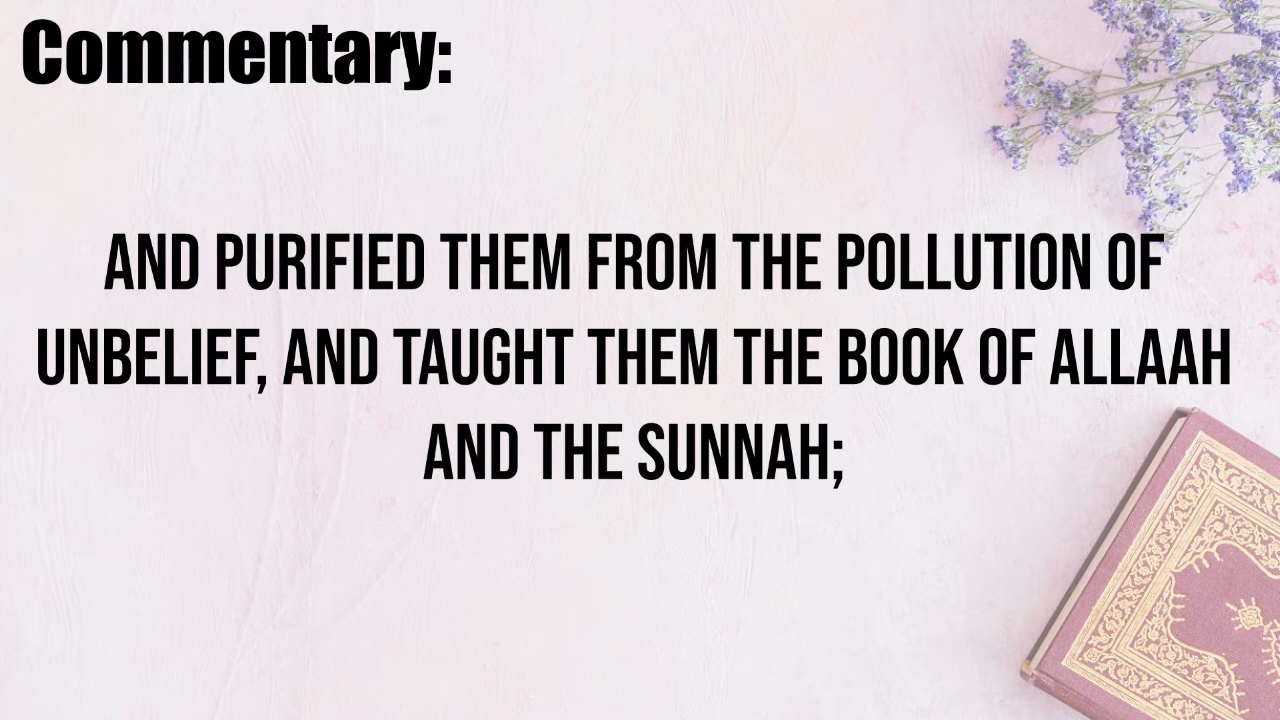 Commentary:
AND PURIFIED THEM FROM THE POLLUTION OF
UNBELIEF, AND TAUGHT THEM THE BOOK OF ALLAAH
AND THE SUNNAH;